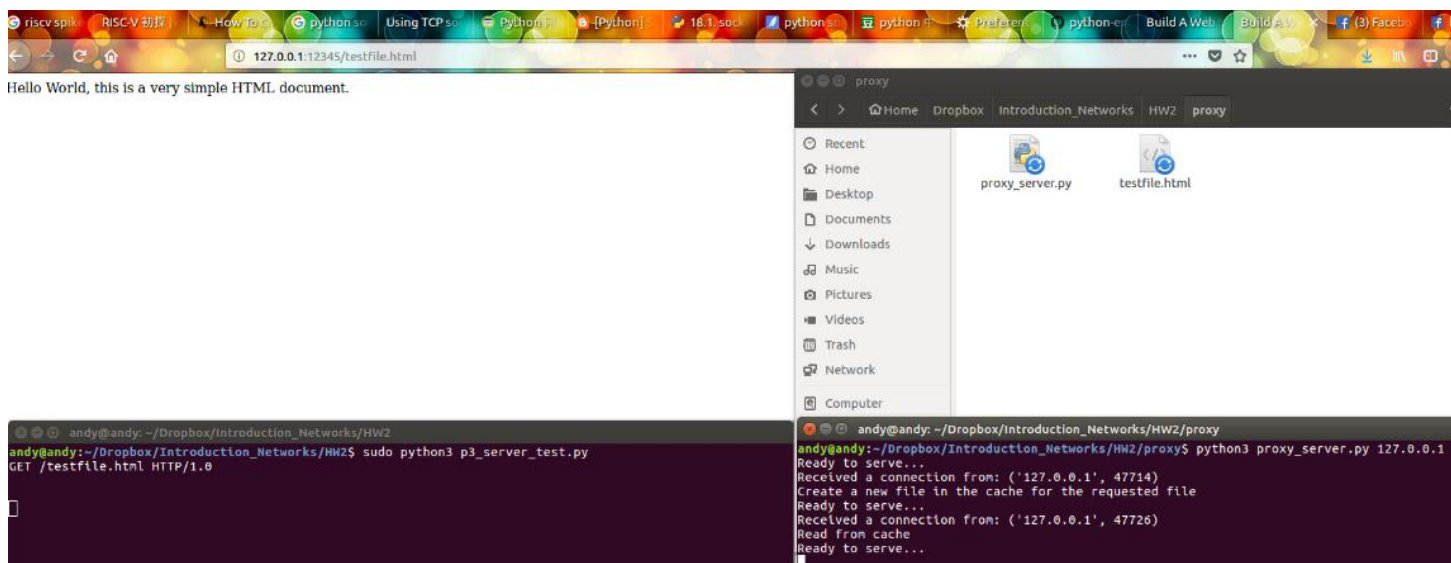 riscv spike RISC-V 初探 How To C python so Using TCP so Python [Python] S 18.1. sock python so python Preferenc python-ep Build A Web Build A W (3) Facebo
127.0.0.1:12345/testfile.html
Hello World, this is a very simple HTML document.
proxy
Home Dropbox Introduction_Networks HW2 proxy
Recent
Home
Desktop
Documents
Downloads
Music
Pictures
Videos
Trash
Network
Computer
proxy_server.py testfile.html
andy@andy: ~/Dropbox/Introduction_Networks/HW2
andy@andy:~/Dropbox/Introduction_Networks/HW2$ sudo python3 p3_server_test.py
GET /testfile.html HTTP/1.0
andy@andy: ~/Dropbox/Introduction_Networks/HW2/proxy
andy@andy:~/Dropbox/Introduction_Networks/HW2/proxy$ python3 proxy_server.py 127.0.0.1
Ready to serve...
Received a connection from: ('127.0.0.1', 47714)
Create a new file in the cache for the requested file
Ready to serve...
Received a connection from: ('127.0.0.1', 47726)
Read from cache
Ready to serve...